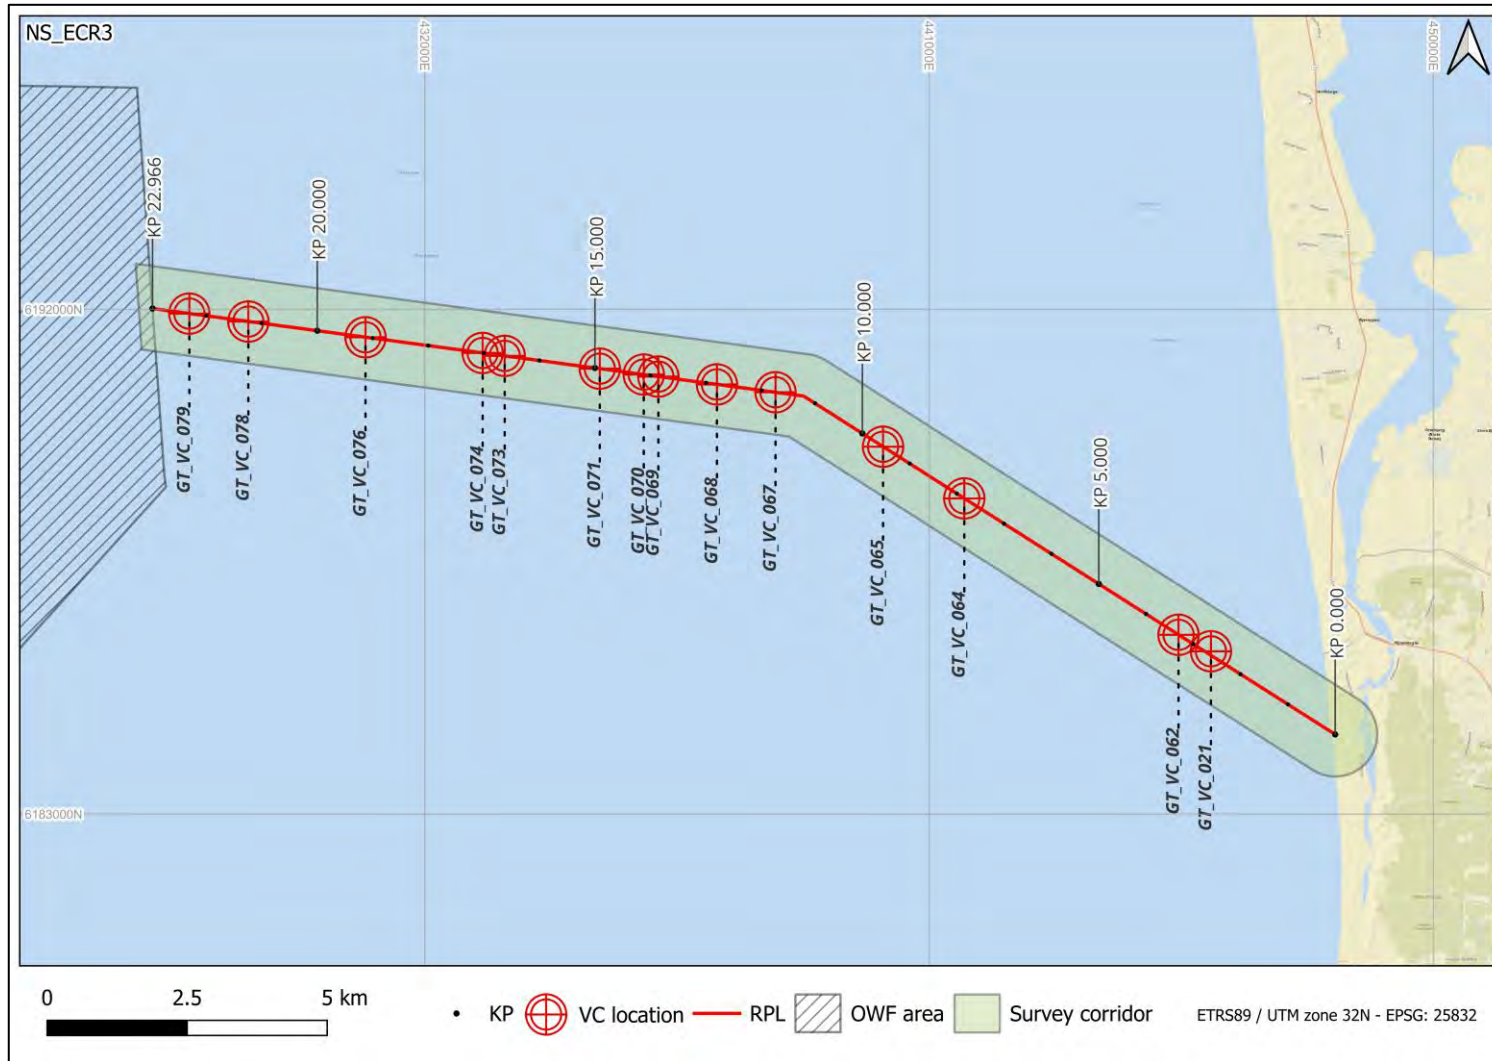 NS_ECR3
432000E
441000E
450000E
KP 22.966
KP 20.000
KP 15.000
KP 10.000
KP 5.000
KP 0.000
6192000N
6183000N
GT_VC_079
GT_VC_078
GT_VC_076
GT_VC_074
GT_VC_073
GT_VC_071
GT_VC_070
GT_VC_069
GT_VC_068
GT_VC_067
GT_VC_065
GT_VC_064
GT_VC_062
GT_VC_021
0 2.5 5 km
KP VC location RPL OWF area Survey corridor ETRS89 / UTM zone 32N - EPSG: 25832